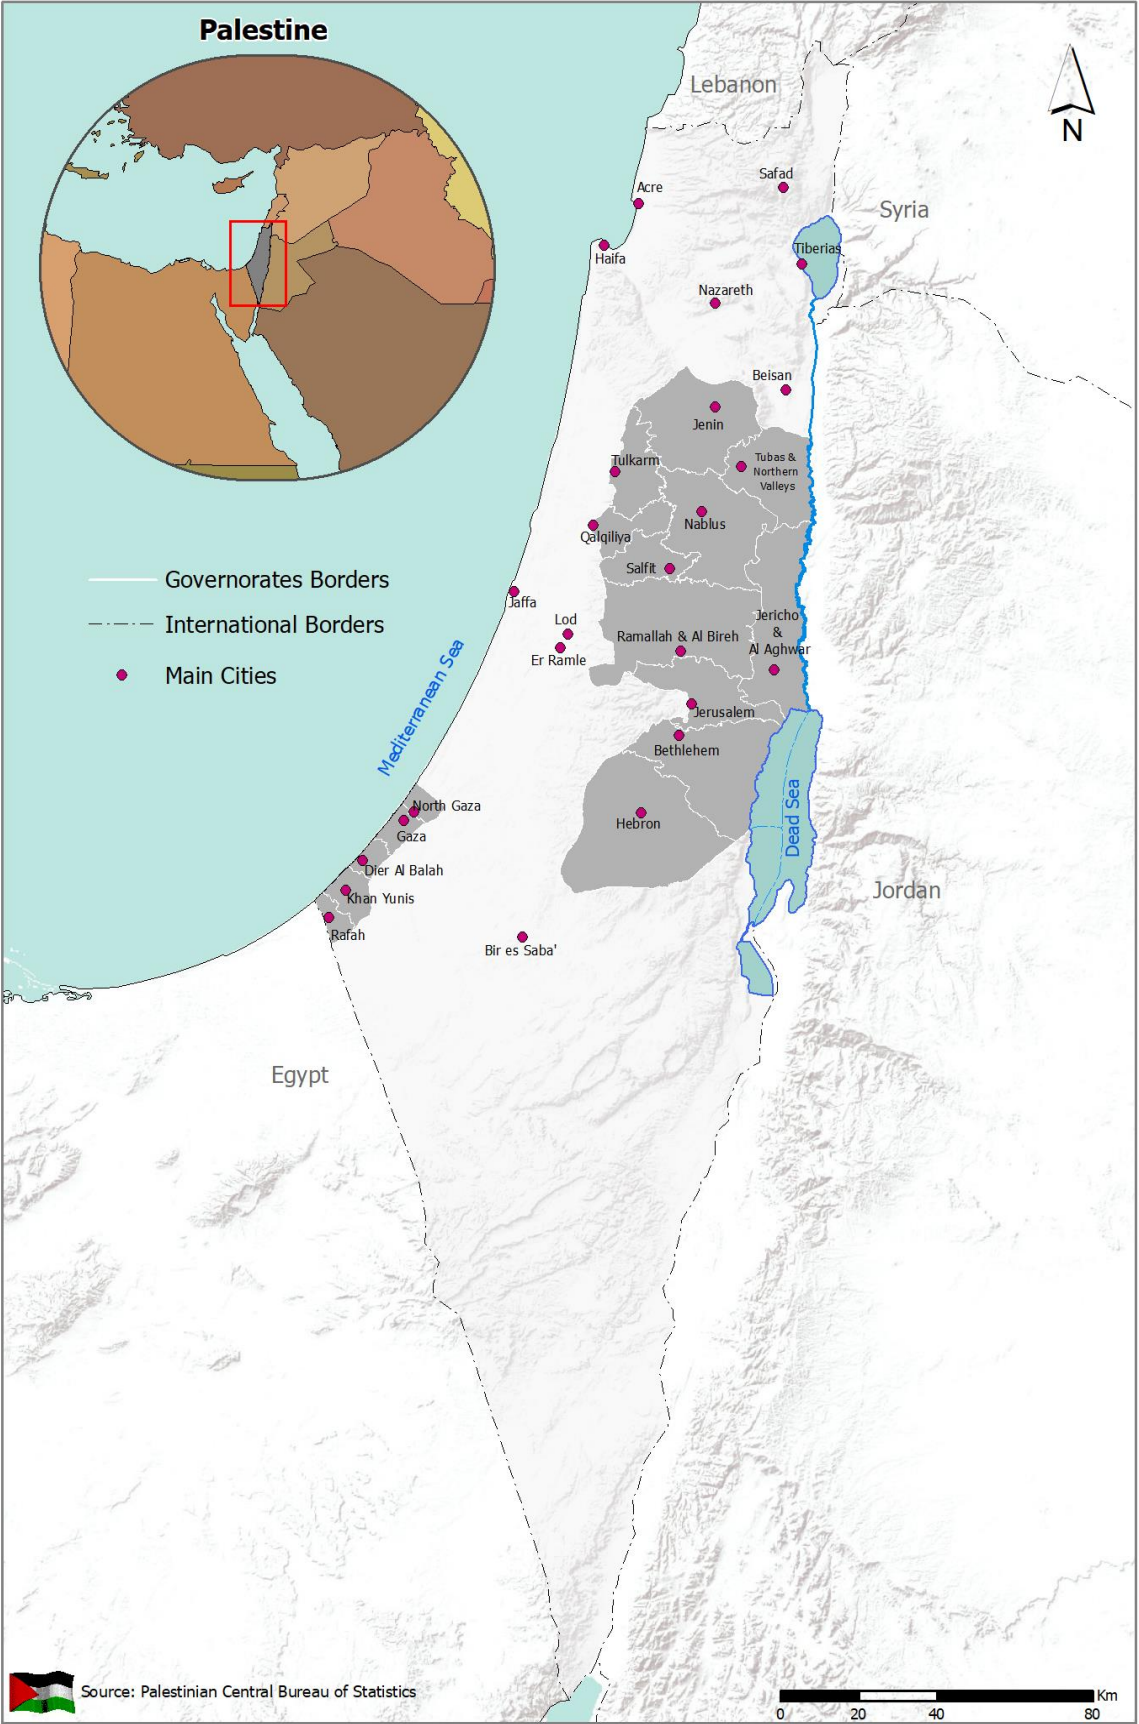 Palestine
Lebanon
N
Safad
Acre
Syria
Haifa
Tiberias
Nazareth
Beisan
Jenin
Tulkarm
Tubas &
Northern
Valleys
Nablus
Qalqiliya
Salfit
Governorates Borders
International Borders
Main Cities
Jaffa
Lod
Er Ramle
Ramallah & Al Bireh
Jericho
&
Al Aghwar
Mediterranean Sea
Jerusalem
Bethlehem
Dead Sea
Hebron
North Gaza
Gaza
Dier Al Balah
Khan Yunis
Rafah
Jordan
Bir es Saba'
Egypt
Source: Palestinian Central Bureau of Statistics
Km
0 20 40 80